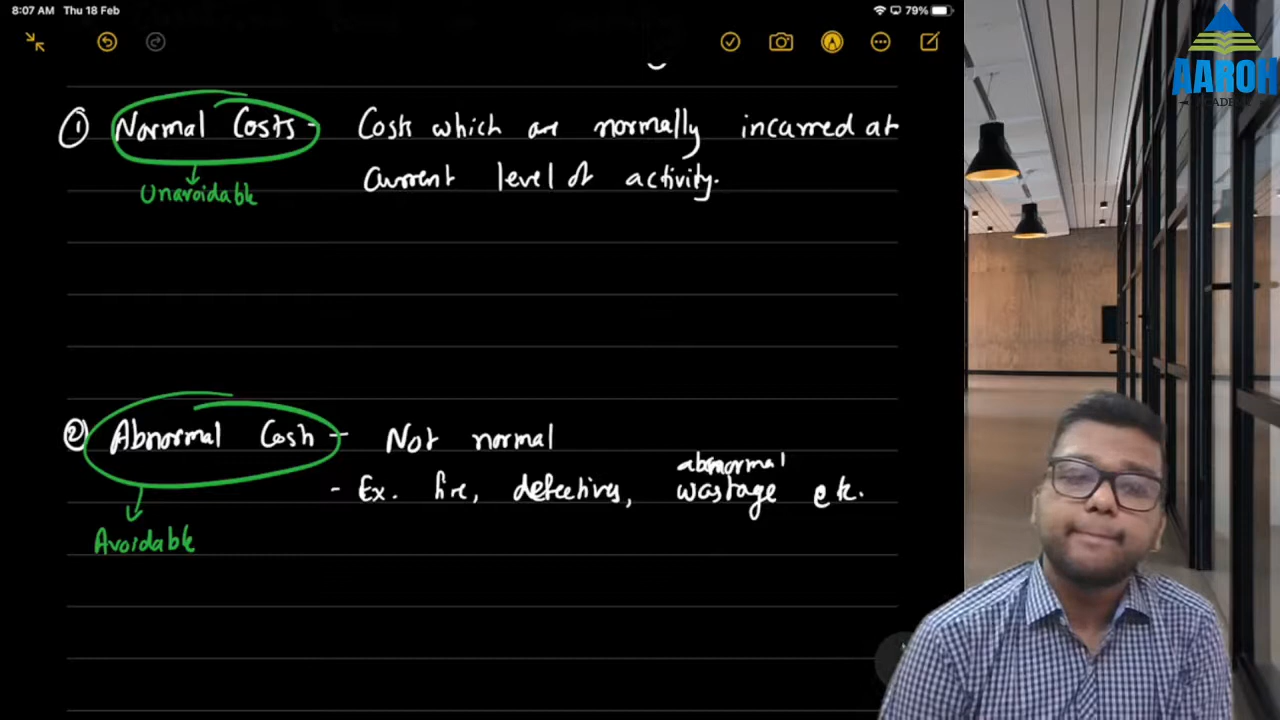 8:07 AM Thu 18 Feb
79%
AAROH
ACADEMY
① Normal Costs - Costs which are normally incurred at
Unavoidable
current level of activity.
② Abnormal Costs - Not normal
abnormal
- Ex. fire, defectives, wastage etc.
Avoidable